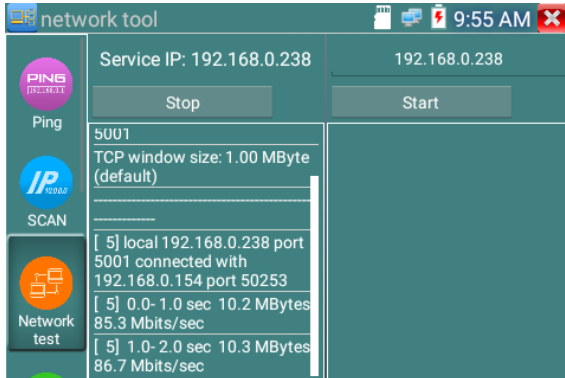 network tool
9:55 AM
Service IP: 192.168.0.238
192.168.0.238
Stop
Start
PING
Ping
IP
SCAN
Network
test
5001
TCP window size: 1.00 MByte
(default)
------------------------------------------------
-------------
[ 5] local 192.168.0.238 port
5001 connected with
192.168.0.154 port 50253
[ 5] 0.0- 1.0 sec 10.2 MBytes
85.3 Mbits/sec
[ 5] 1.0- 2.0 sec 10.3 MBytes
86.7 Mbits/sec